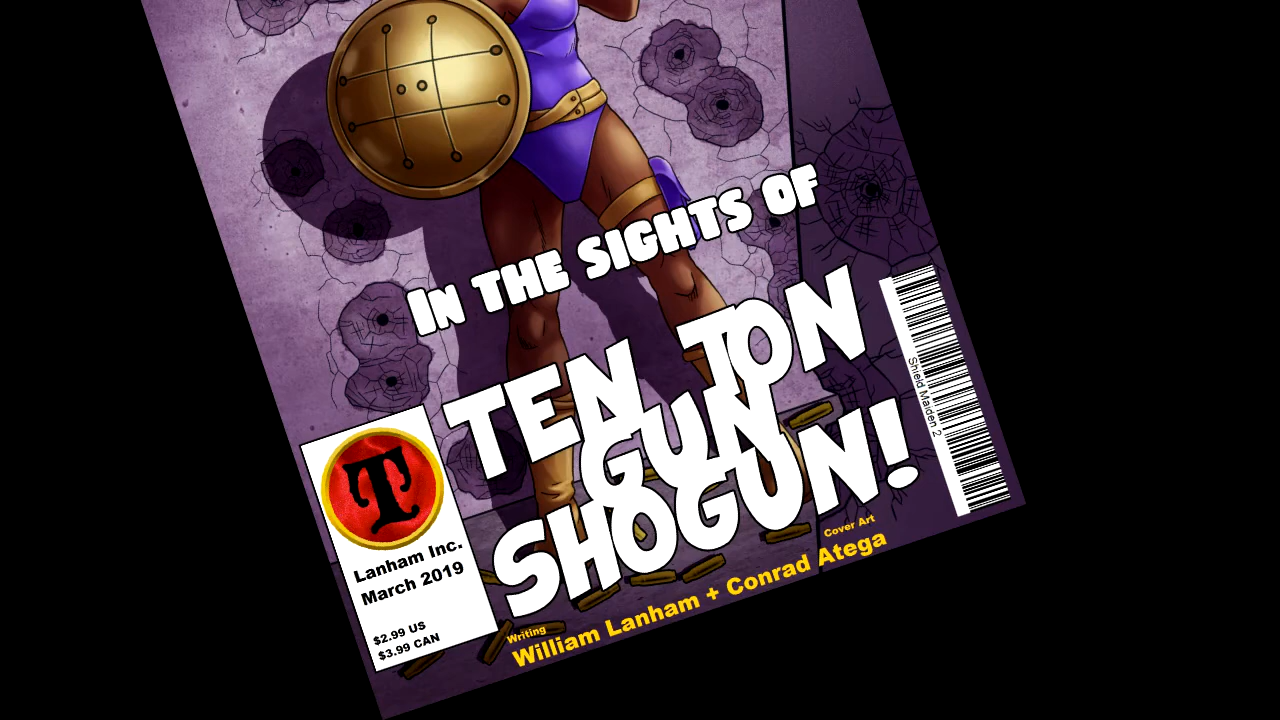 IN THE SIGHTS OF
TEN TON
GUN
SHOGUN!
T
Lanham Inc.
March 2019
$2.99 US
$3.99 CAN
Writing
Cover Art
William Lanham + Conrad Atega
Shield Maiden 2